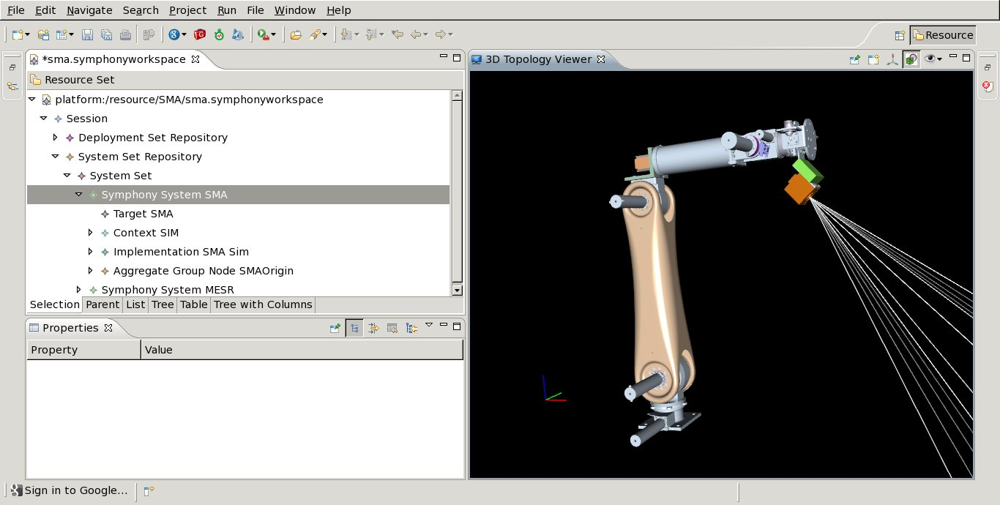 File Edit Navigate Search Project Run File Window Help
Resource
*sma.symphonyworkspace
Resource Set
platform:/resource/SMA/sma.symphonyworkspace
Session
Deployment Set Repository
System Set Repository
System Set
Symphony System SMA
Target SMA
Context SIM
Implementation SMA Sim
Aggregate Group Node SMAOrigin
Symphony System MESR
Selection Parent List Tree Table Tree with Columns
Properties
Property Value
3D Topology Viewer
Sign in to Google...